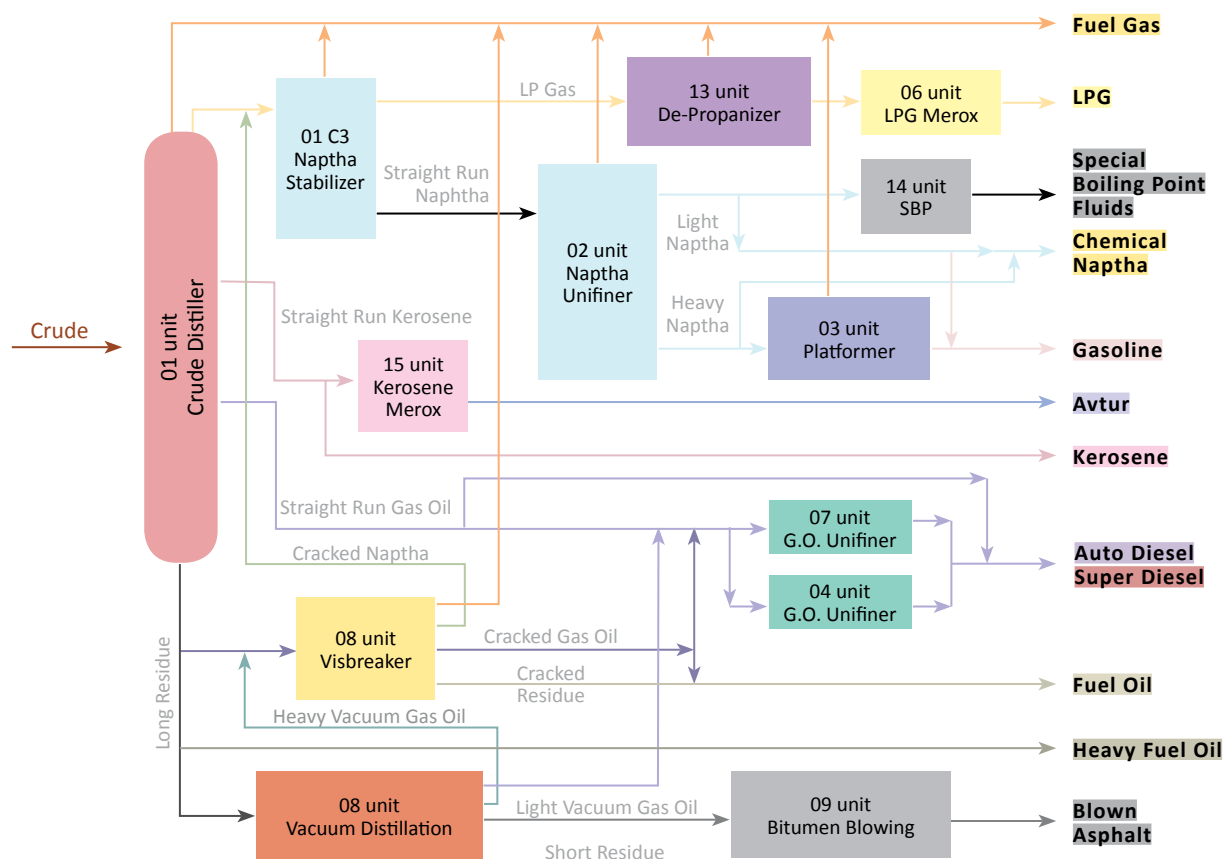 Fuel Gas
LP Gas
13 unit
De-Propanizer
06 unit
LPG Merox
LPG
01 C3
Naptha
Stabilizer
Straight Run
Naphtha
02 unit
Naptha
Unifiner
Light
Naptha
14 unit
SBP
Special
Boiling Point
Fluids
Chemical
Naptha
Crude
01 unit
Crude Distiller
Straight Run Kerosene
Heavy
Naptha
03 unit
Platformer
Gasoline
15 unit
Kerosene
Merox
Avtur
Kerosene
Straight Run Gas Oil
07 unit
G.O. Unifiner
Cracked Naptha
04 unit
G.O. Unifiner
Auto Diesel
Super Diesel
08 unit
Visbreaker
Cracked Gas Oil
Cracked
Residue
Fuel Oil
Long Residue
Heavy Vacuum Gas Oil
Heavy Fuel Oil
08 unit
Vacuum Distillation
Light Vacuum Gas Oil
Short Residue
09 unit
Bitumen Blowing
Blown
Asphalt